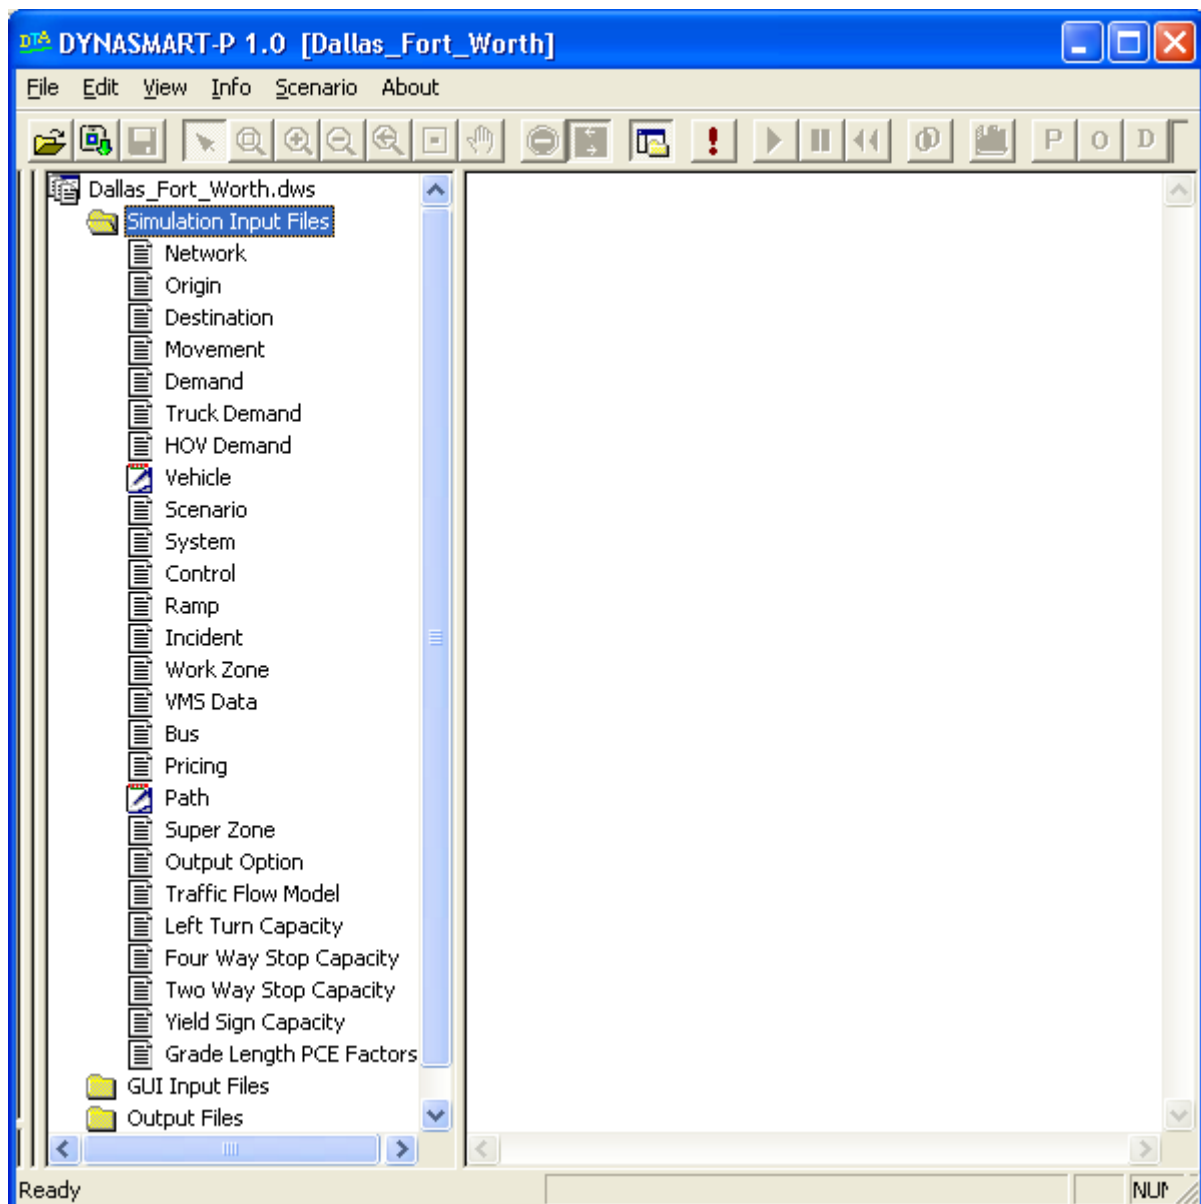 DTA DYNASMART-P 1.0 [Dallas_Fort_Worth]
File Edit View Info Scenario About
P O D
Dallas_Fort_Worth.dws
Simulation Input Files
Network
Origin
Destination
Movement
Demand
Truck Demand
HOV Demand
Vehicle
Scenario
System
Control
Ramp
Incident
Work Zone
VMS Data
Bus
Pricing
Path
Super Zone
Output Option
Traffic Flow Model
Left Turn Capacity
Four Way Stop Capacity
Two Way Stop Capacity
Yield Sign Capacity
Grade Length PCE Factors
GUI Input Files
Output Files
Ready